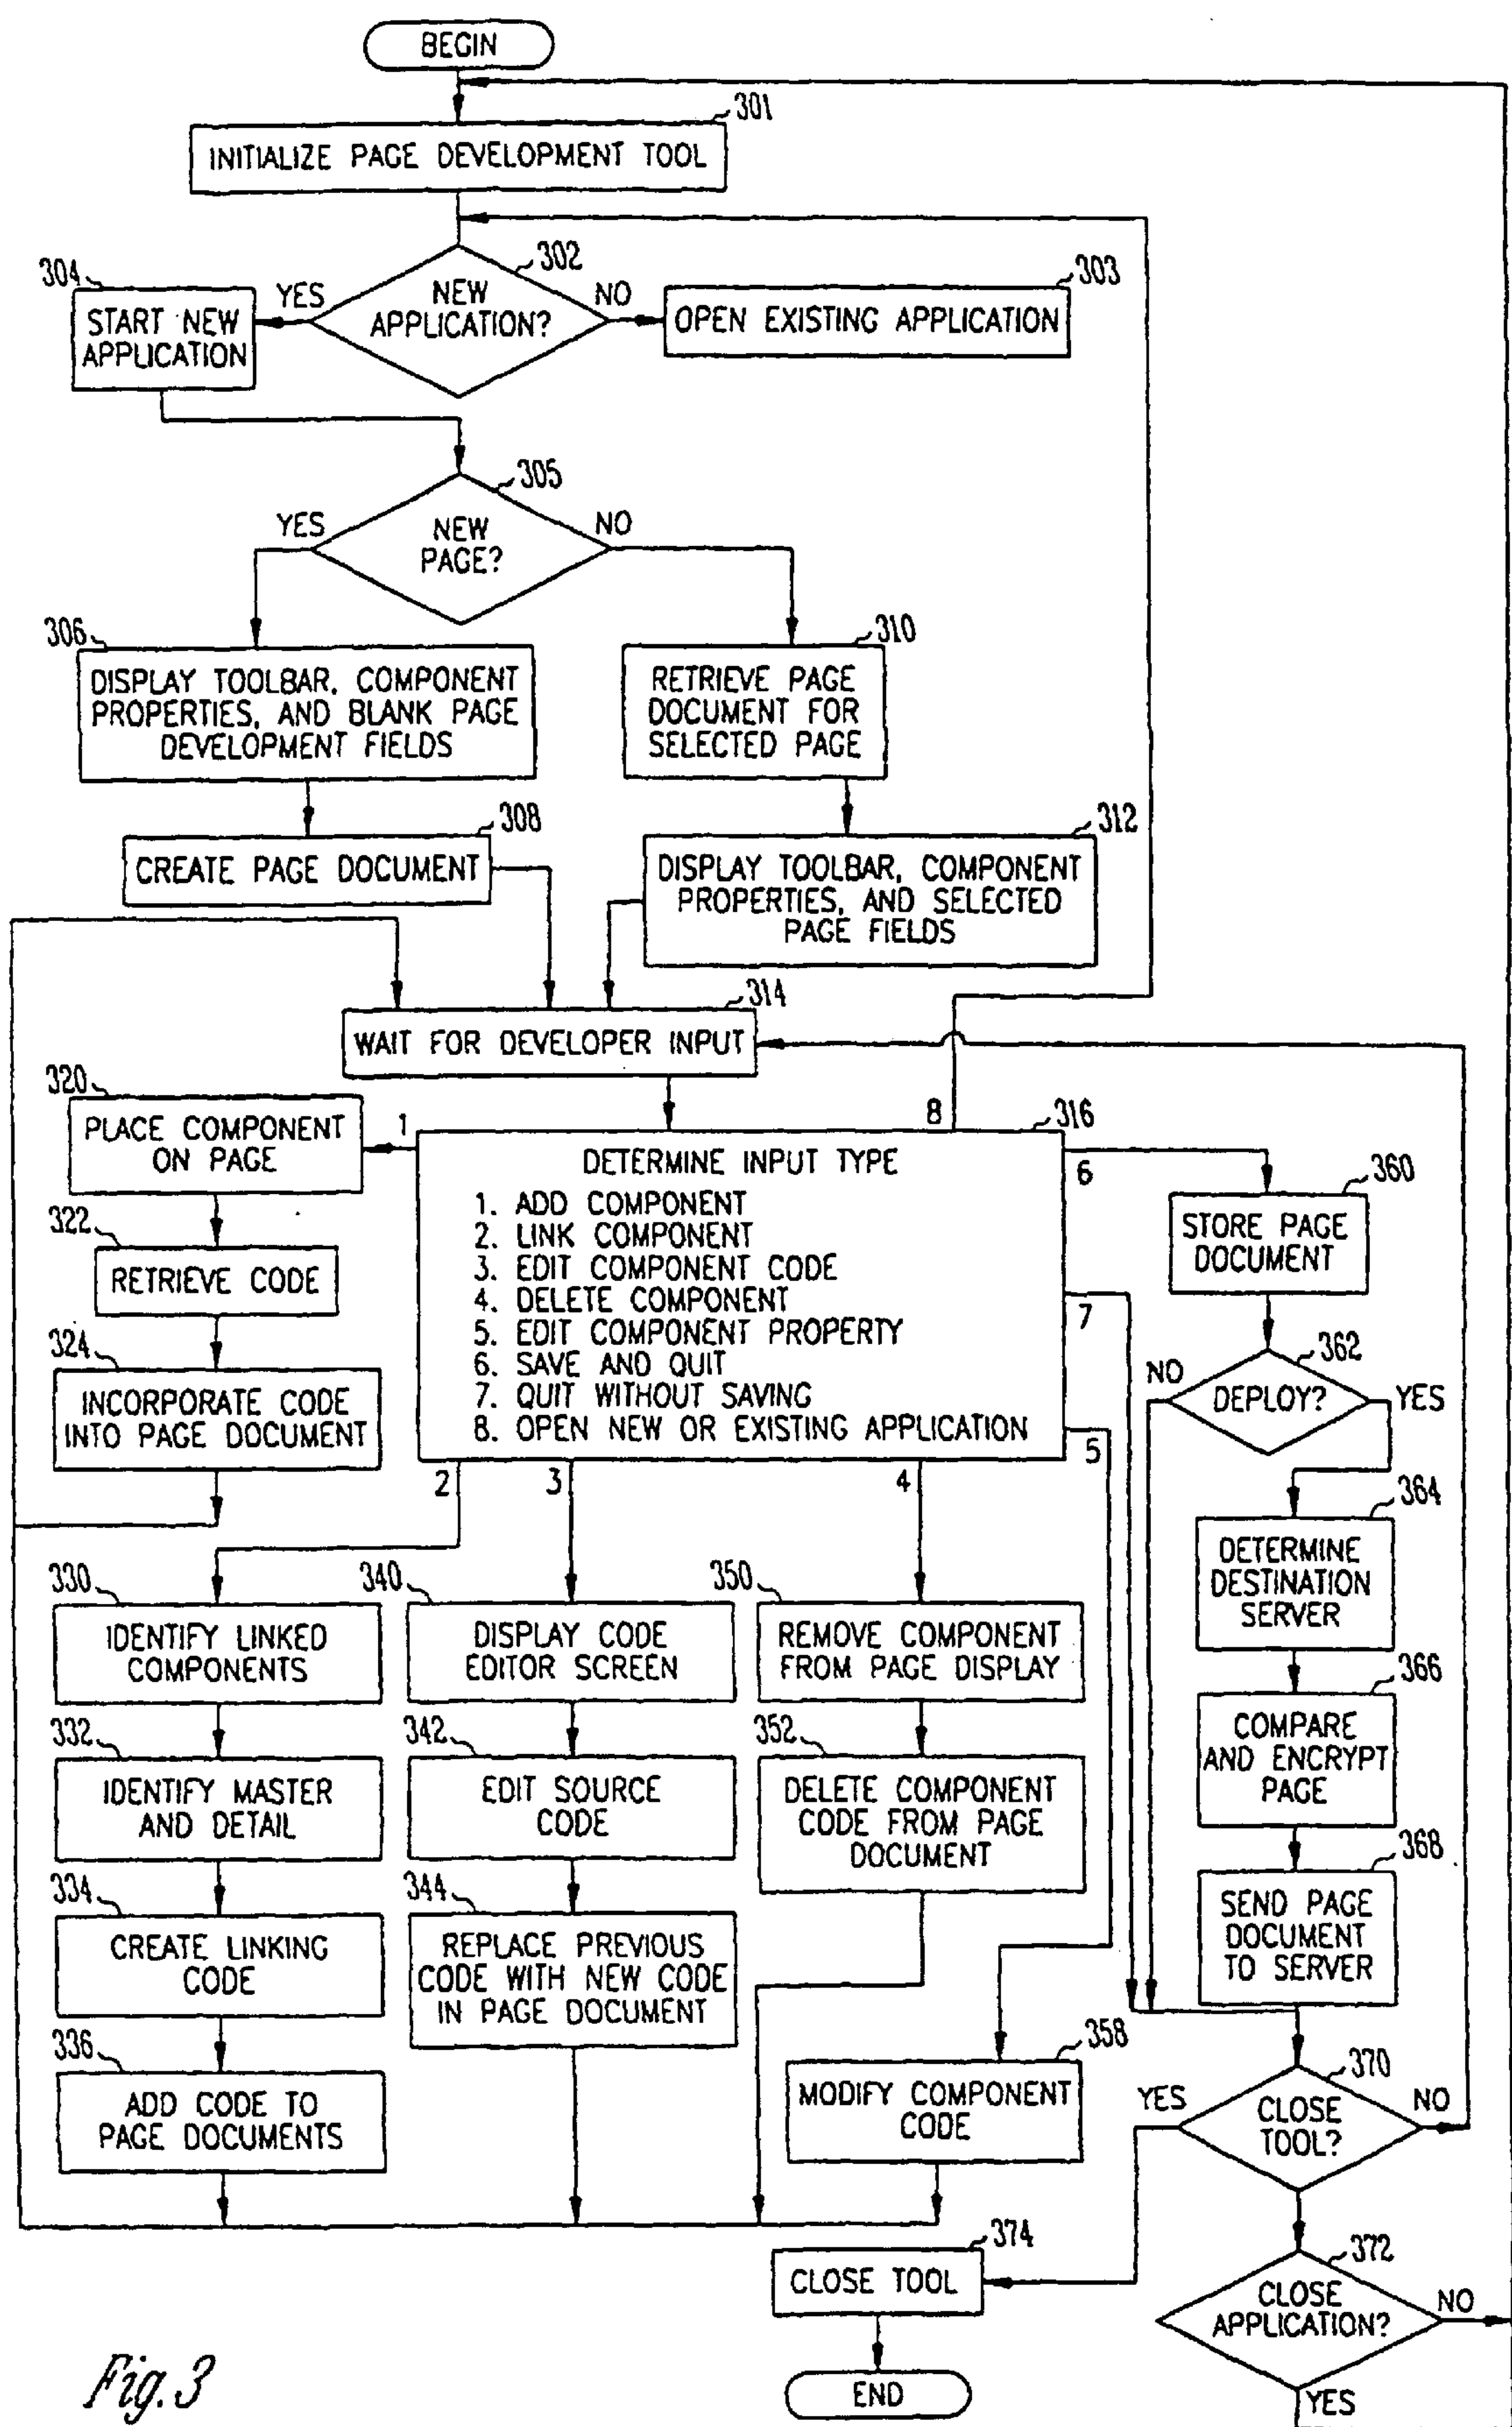 BEGIN
301
INITIALIZE PAGE DEVELOPMENT TOOL
302
303
304
YES
NEW
APPLICATION?
NO
START NEW
APPLICATION
OPEN EXISTING APPLICATION
305
YES
NEW
PAGE?
NO
306
DISPLAY TOOLBAR, COMPONENT
PROPERTIES, AND BLANK PAGE
DEVELOPMENT FIELDS
310
RETRIEVE PAGE
DOCUMENT FOR
SELECTED PAGE
308
CREATE PAGE DOCUMENT
312
DISPLAY TOOLBAR, COMPONENT
PROPERTIES, AND SELECTED
PAGE FIELDS
314
WAIT FOR DEVELOPER INPUT
320
PLACE COMPONENT
ON PAGE
1
8
316
6
DETERMINE INPUT TYPE
1. ADD COMPONENT
2. LINK COMPONENT
3. EDIT COMPONENT CODE
4. DELETE COMPONENT
5. EDIT COMPONENT PROPERTY
6. SAVE AND QUIT
7. QUIT WITHOUT SAVING
8. OPEN NEW OR EXISTING APPLICATION
7
5
2
3
4
322
RETRIEVE CODE
324
INCORPORATE CODE
INTO PAGE DOCUMENT
360
STORE PAGE
DOCUMENT
362
NO
DEPLOY?
YES
364
DETERMINE
DESTINATION
SERVER
366
COMPARE
AND ENCRYPT
PAGE
368
SEND PAGE
DOCUMENT
TO SERVER
330
IDENTIFY LINKED
COMPONENTS
332
IDENTIFY MASTER
AND DETAIL
334
CREATE LINKING
CODE
336
ADD CODE TO
PAGE DOCUMENTS
340
DISPLAY CODE
EDITOR SCREEN
342
EDIT SOURCE
CODE
344
REPLACE PREVIOUS
CODE WITH NEW CODE
IN PAGE DOCUMENT
350
REMOVE COMPONENT
FROM PAGE DISPLAY
352
DELETE COMPONENT
CODE FROM PAGE
DOCUMENT
358
MODIFY COMPONENT
CODE
370
YES
CLOSE
TOOL?
NO
374
CLOSE TOOL
372
CLOSE
APPLICATION?
NO
YES
END
Fig.3